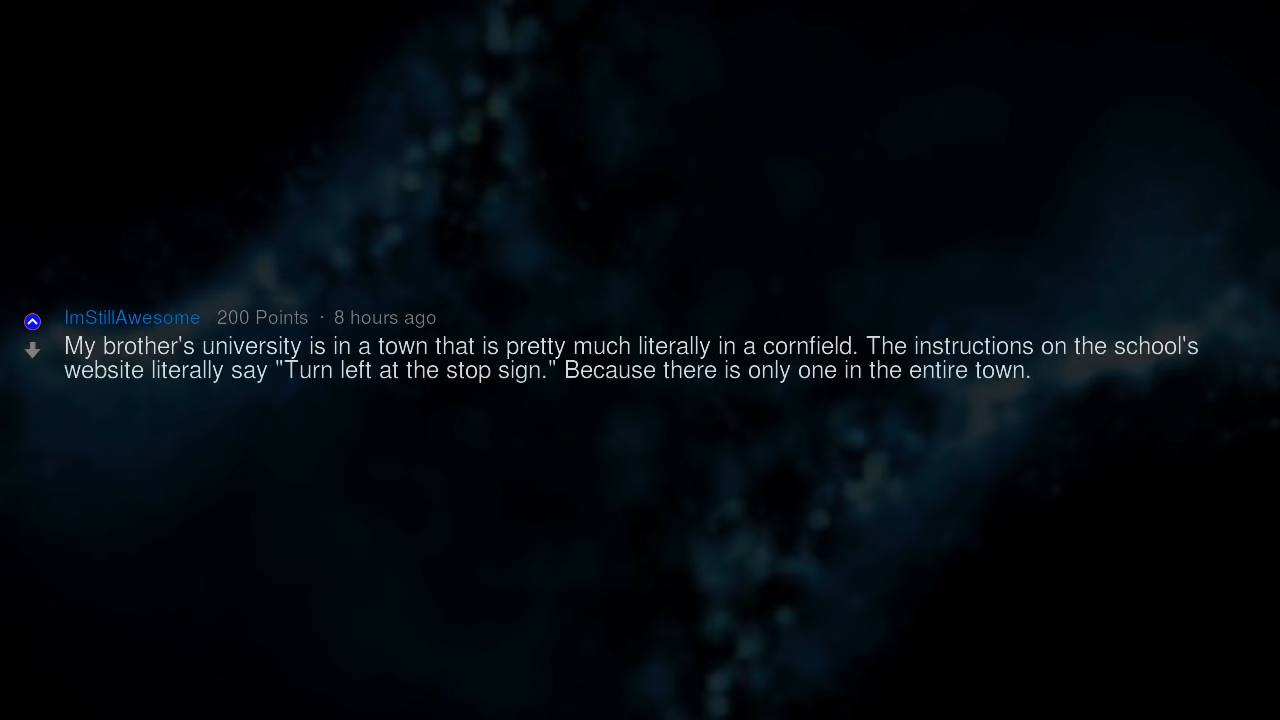 ImStillAwesome 200 Points · 8 hours ago
My brother's university is in a town that is pretty much literally in a cornfield. The instructions on the school's
website literally say "Turn left at the stop sign." Because there is only one in the entire town.